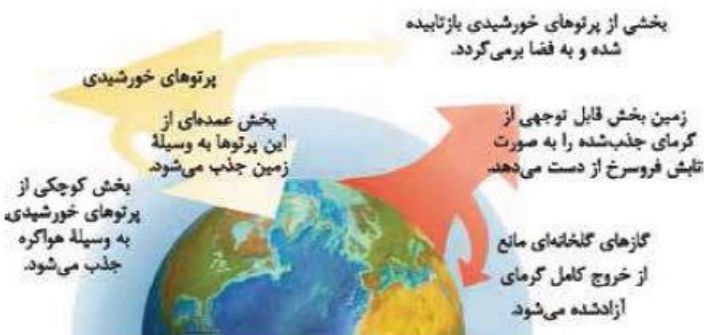 بخشی از پرتوهای خورشیدی بازتابیده
شده و به فضا برمی‌گردد.
پرتوهای خورشیدی
زمین بخش قابل توجهی از
گرمای جذب‌شده را به صورت
تابش فروسرخ از دست می‌دهد.
بخش عمده‌ای از
این پرتوها به وسیلهٔ
زمین جذب می‌شود.
بخش کوچکی از
پرتوهای خورشیدی
به وسیلهٔ هواکره
جذب می‌شود.
گازهای گلخانه‌ای مانع
از خروج کامل گرمای
آزادشده می‌شود.